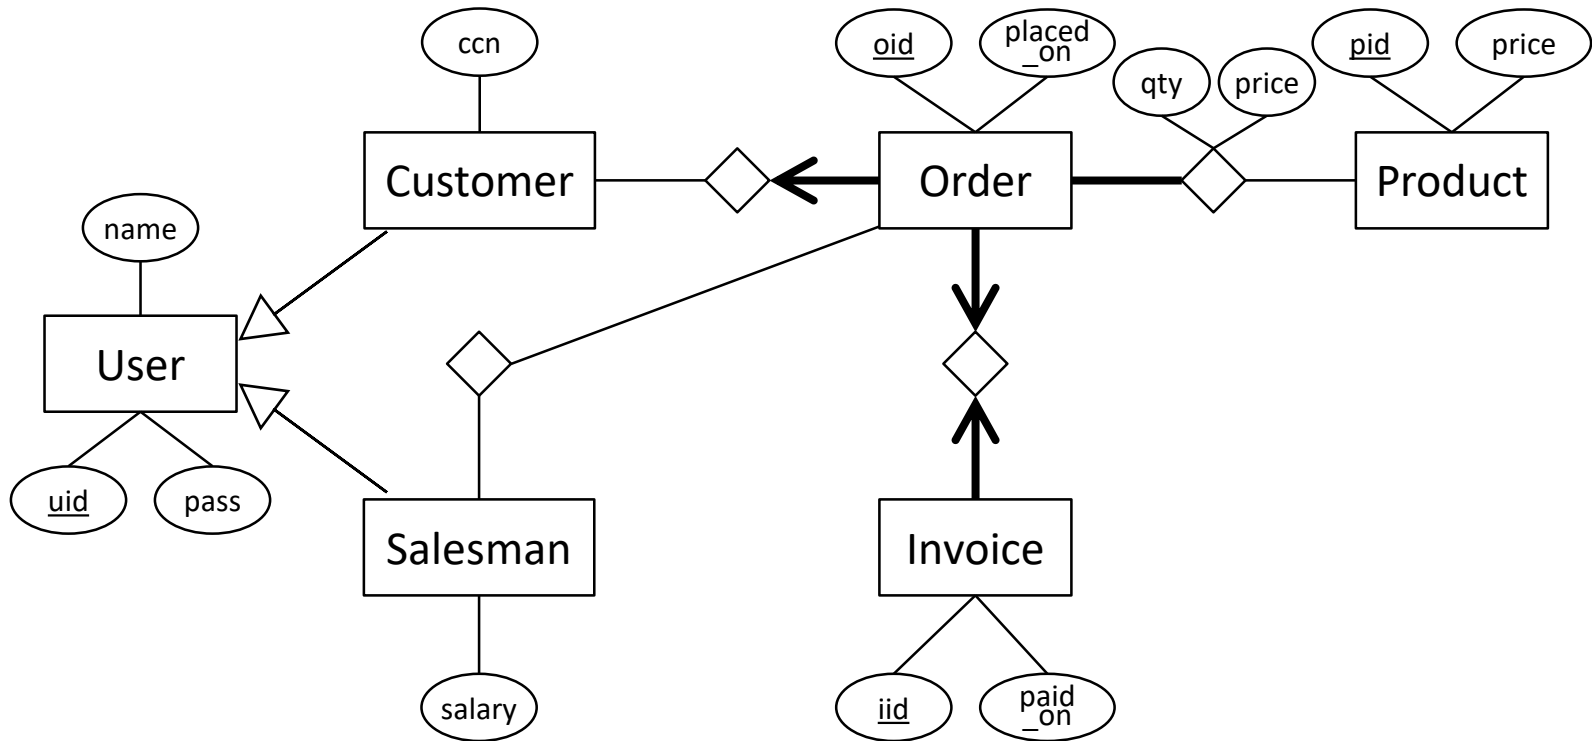 ccn
oid
placed
_on
pid
price
qty
price
Customer
Order
Product
name
User
uid
pass
Salesman
Invoice
salary
iid
paid
_on